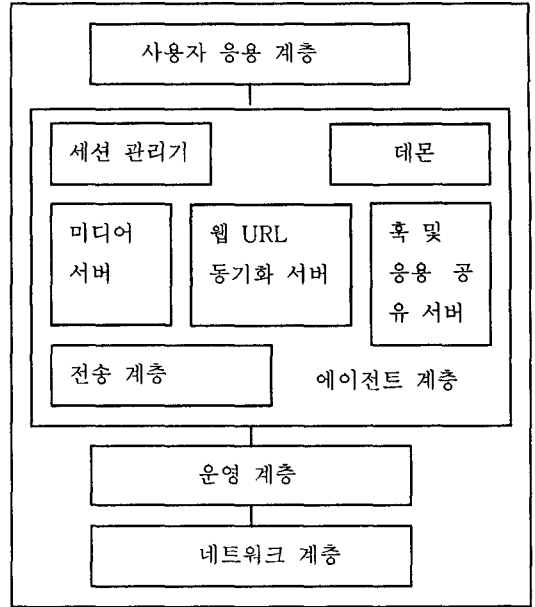 사용자 응용 계층
세션 관리기
데몬
미디어
서버
웹 URL
동기화 서버
훅 및
응용 공
유 서버
전송 계층
에이전트 계층
운영 계층
네트워크 계층